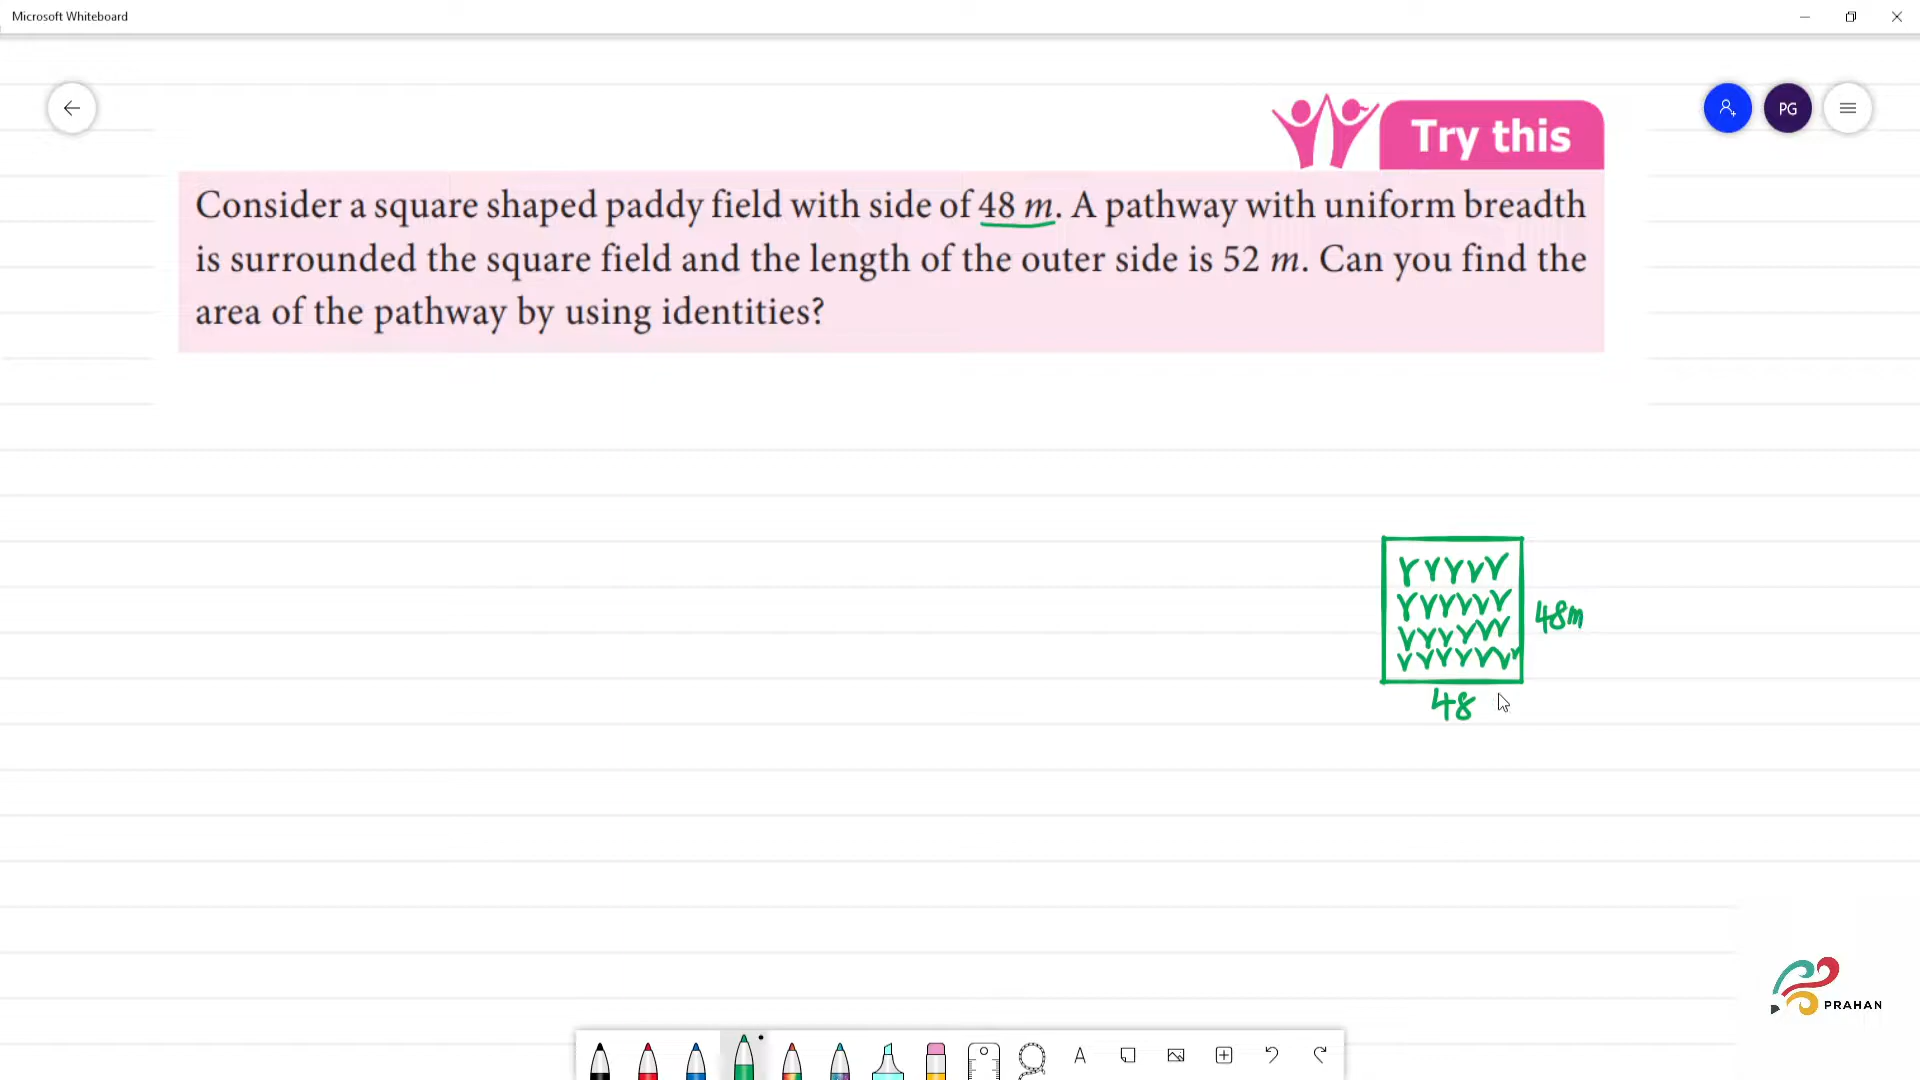 Microsoft Whiteboard
PG
Try this
Consider a square shaped paddy field with side of 48 m. A pathway with uniform breadth
is surrounded the square field and the length of the outer side is 52 m. Can you find the
area of the pathway by using identities?
48m
48
PRAHAN
A